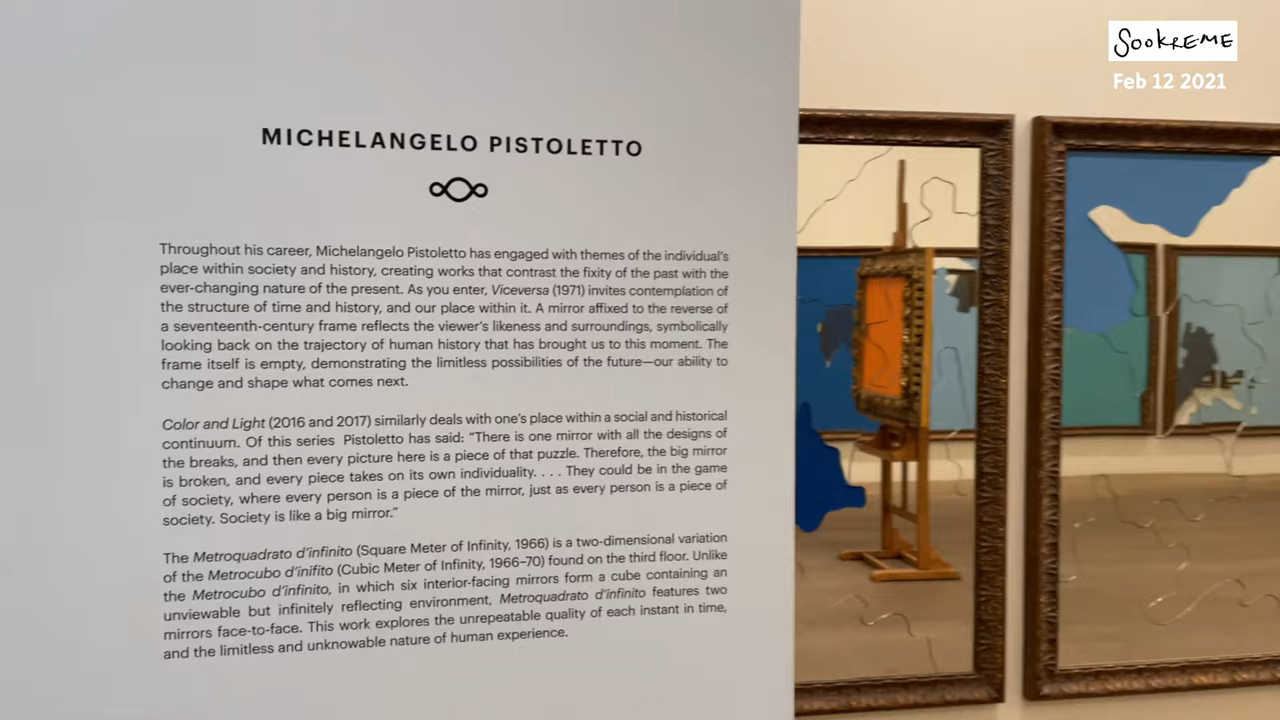 SOOKREME
Feb 12 2021
MICHELANGELO PISTOLETTO
Throughout his career, Michelangelo Pistoletto has engaged with themes of the individual's
place within society and history, creating works that contrast the fixity of the past with the
ever-changing nature of the present. As you enter, Viceversa (1971) invites contemplation of
the structure of time and history, and our place within it. A mirror affixed to the reverse of
a seventeenth-century frame reflects the viewer's likeness and surroundings, symbolically
looking back on the trajectory of human history that has brought us to this moment. The
frame itself is empty, demonstrating the limitless possibilities of the future—our ability to
change and shape what comes next.
Color and Light (2016 and 2017) similarly deals with one's place within a social and historical
continuum. Of this series Pistoletto has said: “There is one mirror with all the designs of
the breaks, and then every picture here is a piece of that puzzle. Therefore, the big mirror
is broken, and every piece takes on its own individuality. . . . They could be in the game
of society, where every person is a piece of the mirror, just as every person is a piece of
society. Society is like a big mirror.”
The Metroquadrato d'infinito (Square Meter of Infinity, 1966) is a two-dimensional variation
of the Metrocubo d'inifito (Cubic Meter of Infinity, 1966–70) found on the third floor. Unlike
the Metrocubo d'infinito, in which six interior-facing mirrors form a cube containing an
unviewable but infinitely reflecting environment, Metroquadrato d'infinito features two
mirrors face-to-face. This work explores the unrepeatable quality of each instant in time,
and the limitless and unknowable nature of human experience.